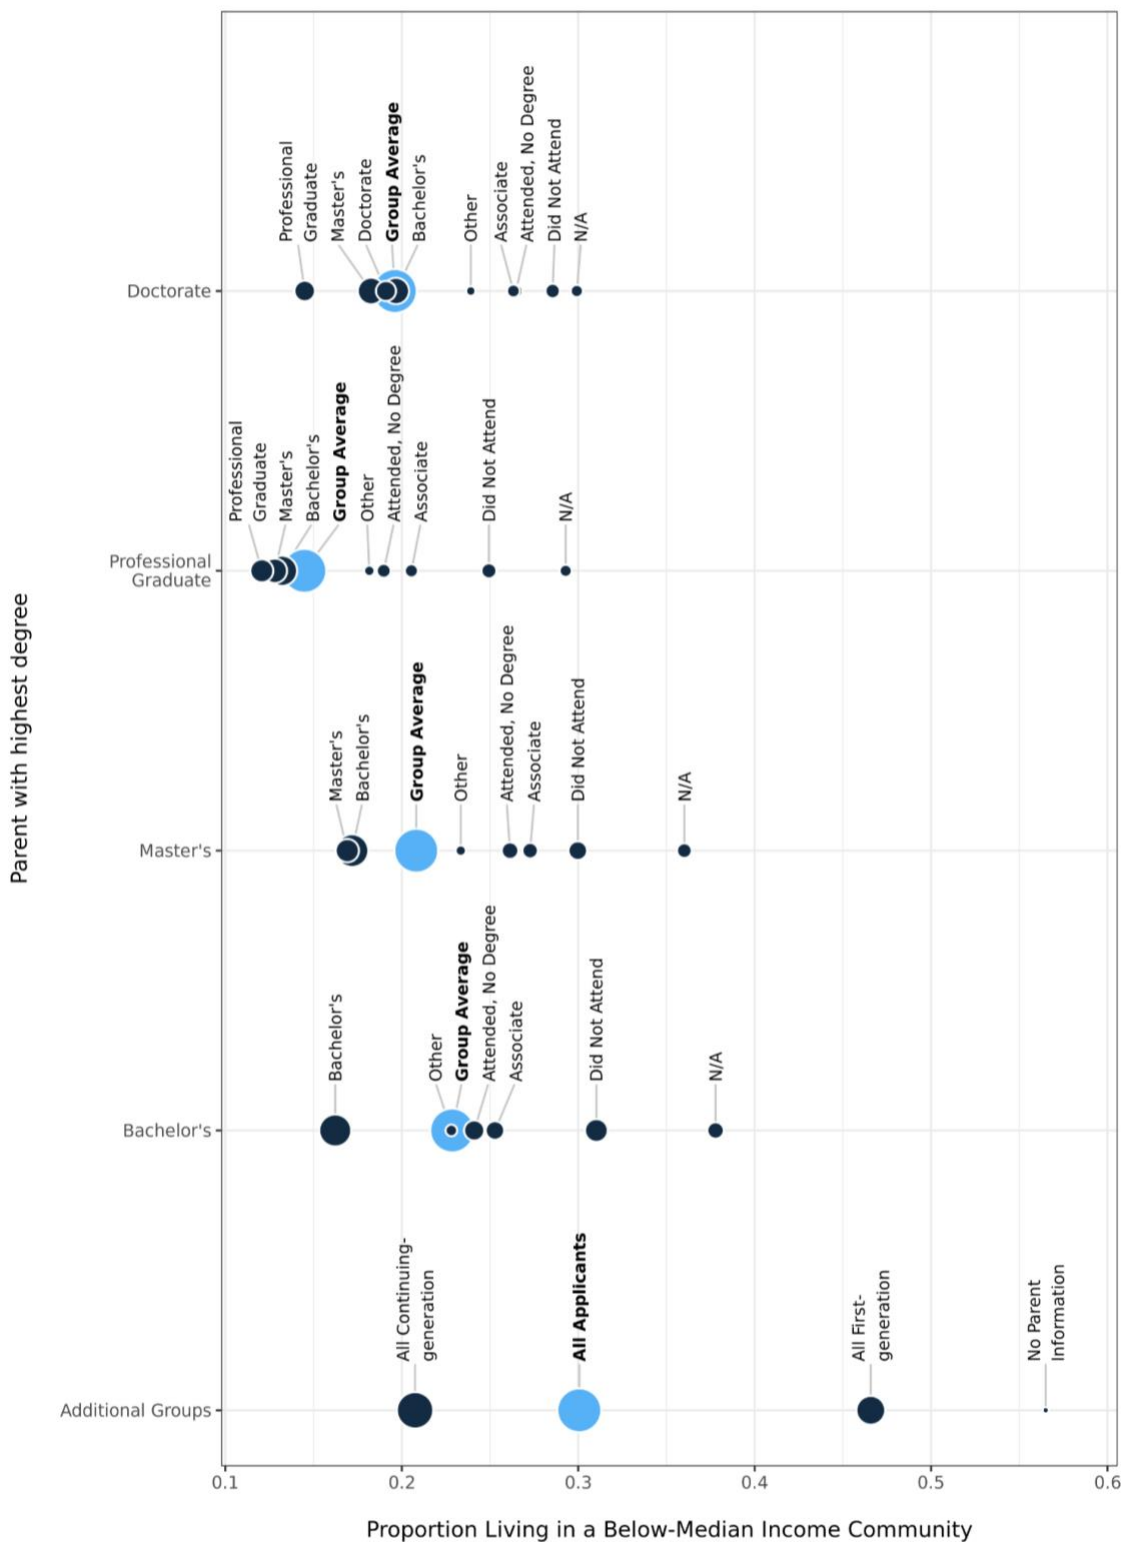 Parent with highest degree
Doctorate
Professional
Graduate
Master's
Doctorate
Group Average
Bachelor's
Other
Associate
Attended, No Degree
Did Not Attend
N/A
Professional
Graduate
Professional
Graduate
Master's
Bachelor's
Group Average
Other
Attended, No Degree
Associate
Did Not Attend
N/A
Master's
Master's
Bachelor's
Group Average
Other
Attended, No Degree
Associate
Did Not Attend
N/A
Bachelor's
Bachelor's
Other
Group Average
Attended, No Degree
Associate
Did Not Attend
N/A
Additional Groups
All Continuing-
generation
All Applicants
All First-
generation
No Parent
Information
0.1 0.2 0.3 0.4 0.5 0.6
Proportion Living in a Below-Median Income Community